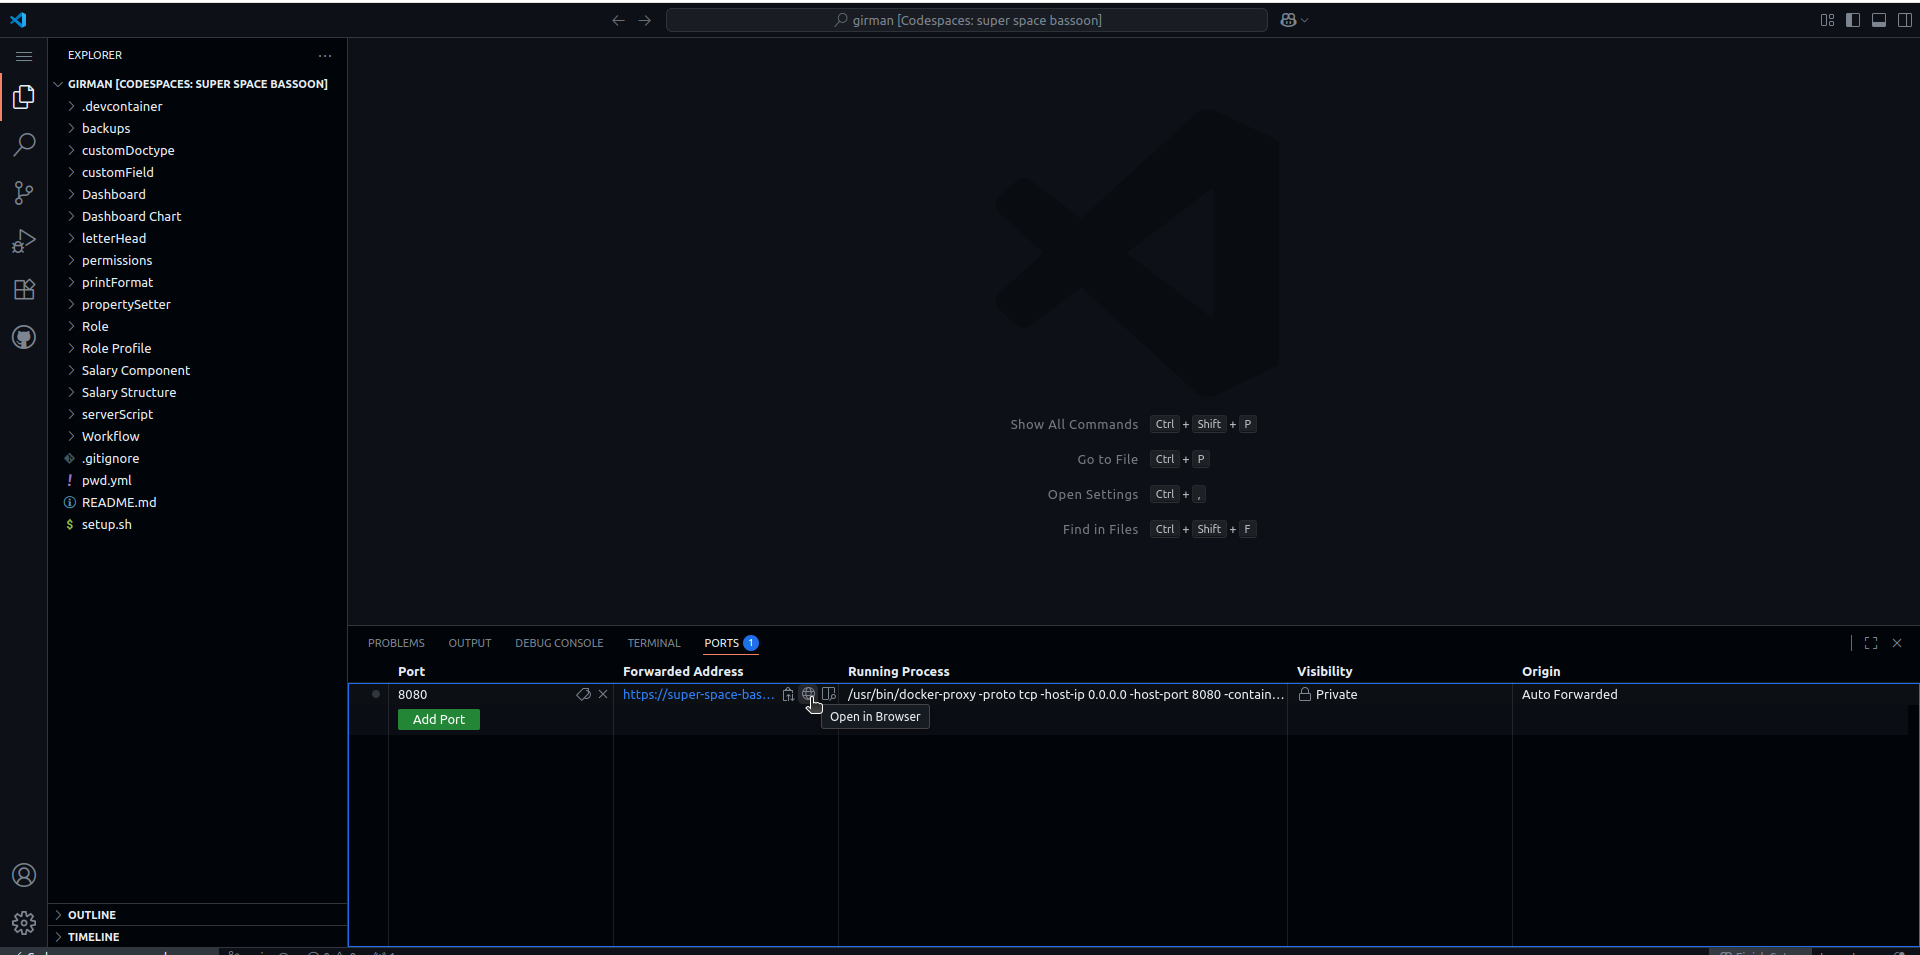 girman [Codespaces: super space bassoon]
EXPLORER
GIRMAN [CODESPACES: SUPER SPACE BASSOON]
.devcontainer
backups
customDoctype
customField
Dashboard
Dashboard Chart
letterHead
permissions
printFormat
propertySetter
Role
Role Profile
Salary Component
Salary Structure
serverScript
Workflow
.gitignore
! pwd.yml
README.md
$ setup.sh
OUTLINE
TIMELINE
Show All Commands Ctrl + Shift + P
Go to File Ctrl + P
Open Settings Ctrl + ,
Find in Files Ctrl + Shift + F
PROBLEMS OUTPUT DEBUG CONSOLE TERMINAL PORTS 1
Port Forwarded Address Running Process Visibility Origin
8080 https://super-space-bas... /usr/bin/docker-proxy -proto tcp -host-ip 0.0.0.0 -host-port 8080 -contain... Private Auto Forwarded
Add Port
Open in Browser